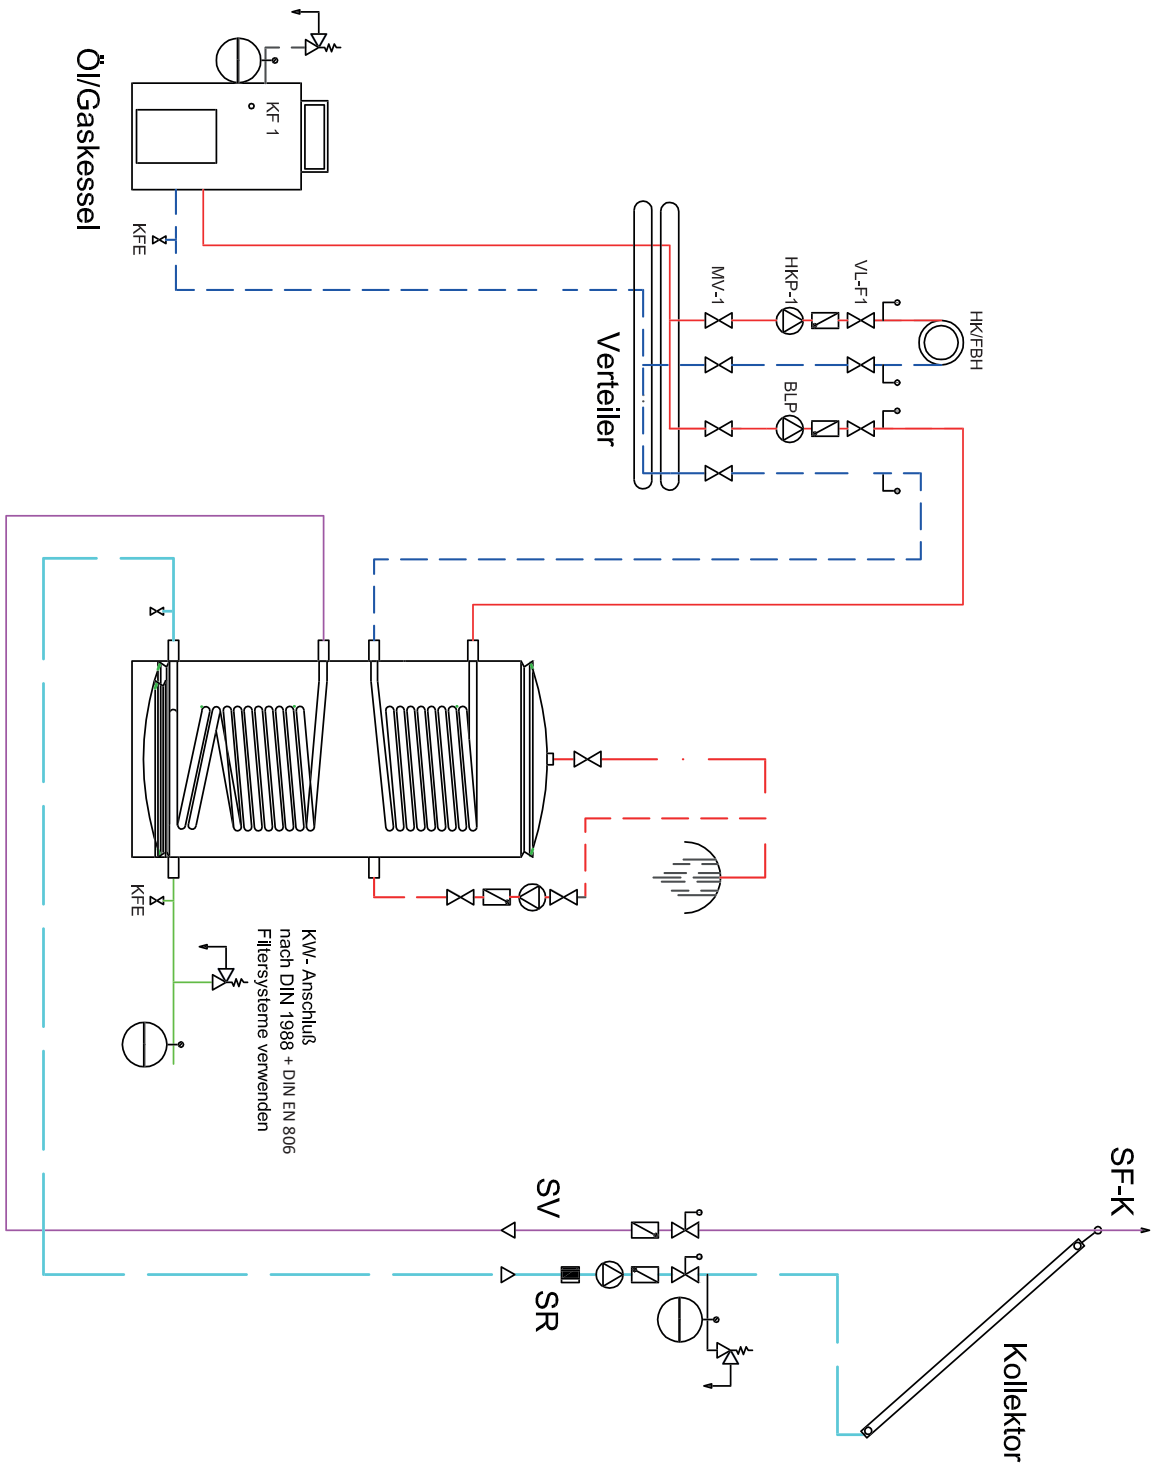 Öl/Gaskessel
KF 1
KFE
Verteiler
MV-1
HKP-1
VL-F1
HK/FBH
BLP
KFE
KW- Anschluß
nach DIN 1988 + DIN EN 806
Filtersysteme verwenden
SV
SR
SF-K
Kollektor